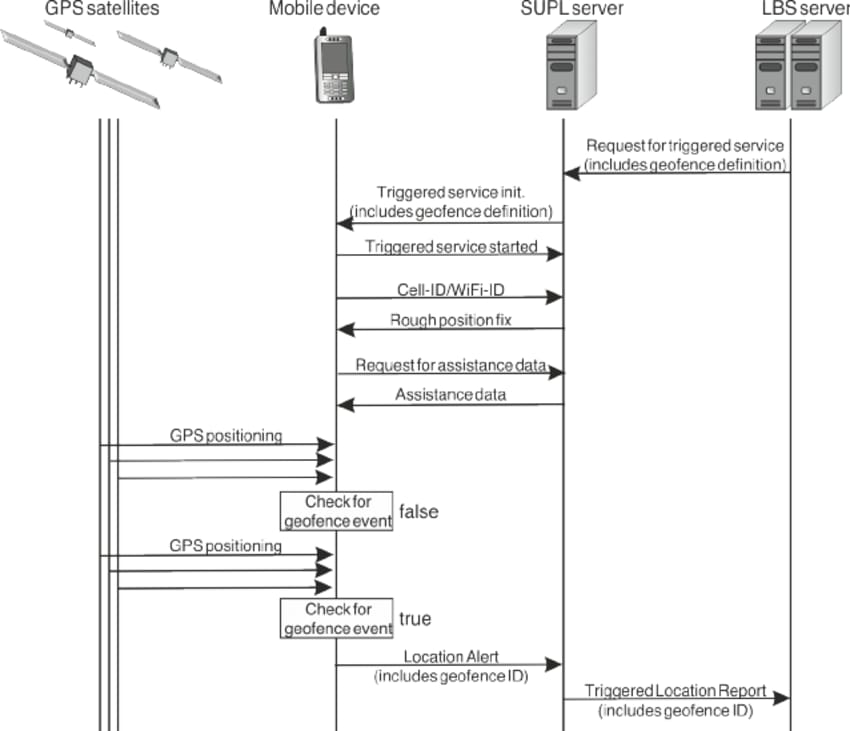 GPS satellites
Mobile device
SUPL server
LBS server
Request for triggered service
(includes geofence definition)
Triggered service init.
(includes geofence definition)
Triggered service started
Cell-ID/WiFi-ID
Rough position fix
Request for assistance data
Assistance data
GPS positioning
Check for
geofence event
false
GPS positioning
Check for
geofence event
true
Location Alert
(includes geofence ID)
Triggered Location Report
(includes geofence ID)